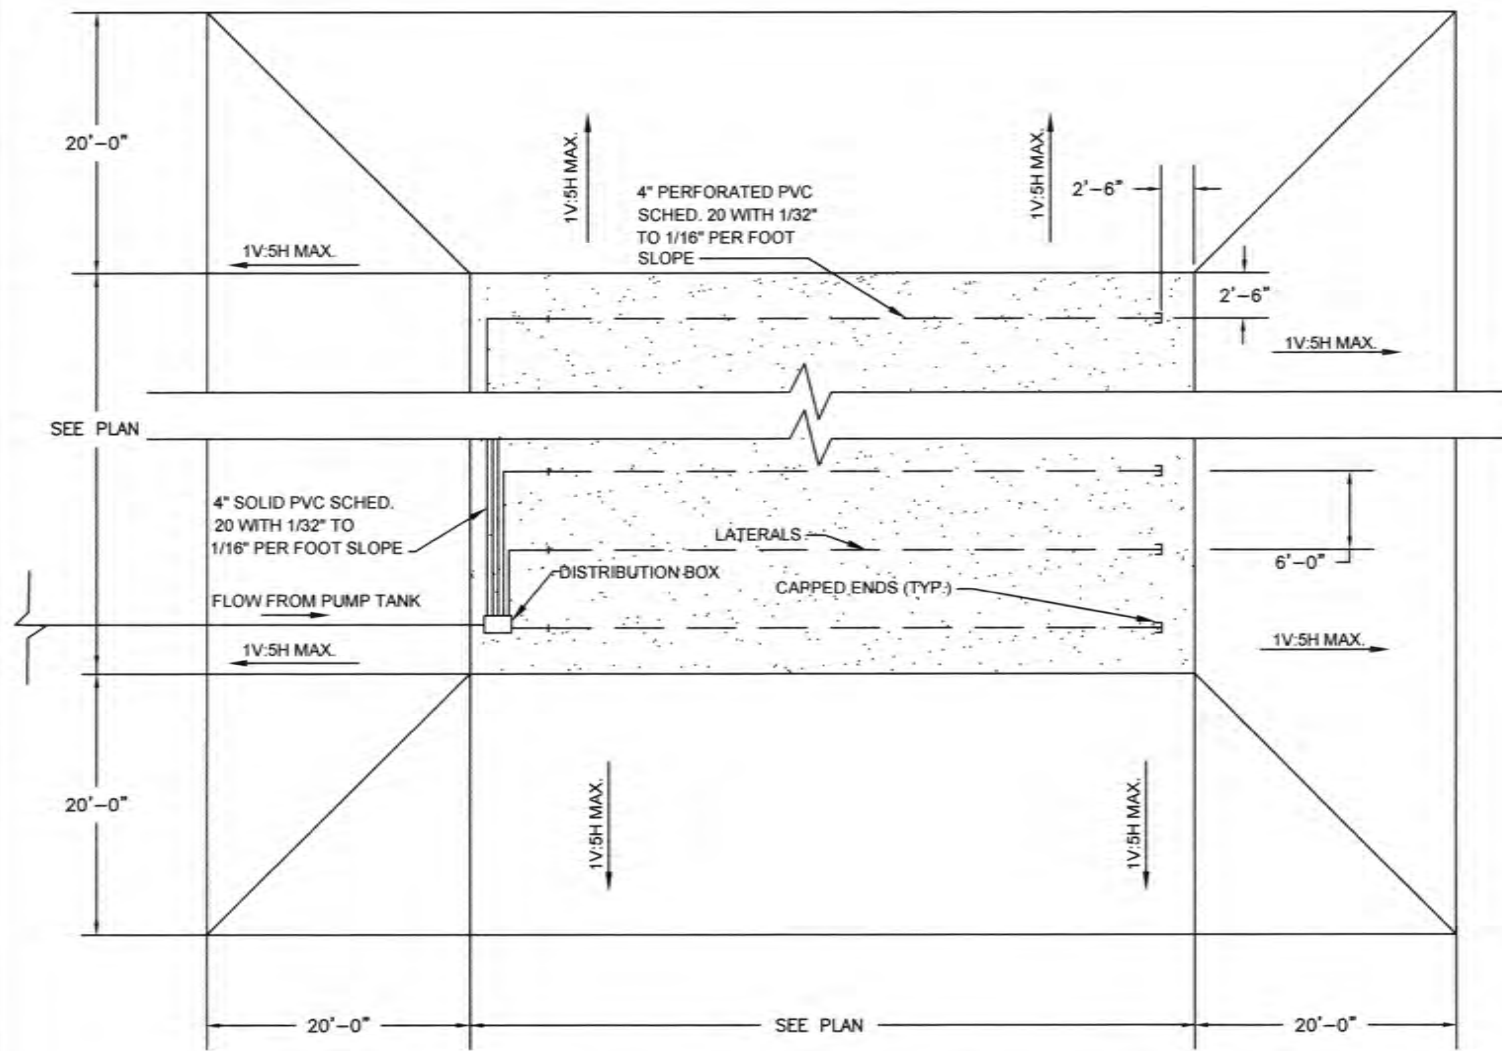 20'-0"
1V:5H MAX.
1V:5H MAX.
4" PERFORATED PVC
SCHED. 20 WITH 1/32"
TO 1/16" PER FOOT
SLOPE
2'-6"
1V:5H MAX.
2'-6"
1V:5H MAX.
SEE PLAN
4" SOLID PVC SCHED.
20 WITH 1/32" TO
1/16" PER FOOT SLOPE
LATERALS
6'-0"
DISTRIBUTION BOX
CAPPED ENDS (TYP.)
FLOW FROM PUMP TANK
1V:5H MAX.
1V:5H MAX.
20'-0"
1V:5H MAX.
1V:5H MAX.
20'-0"
SEE PLAN
20'-0"